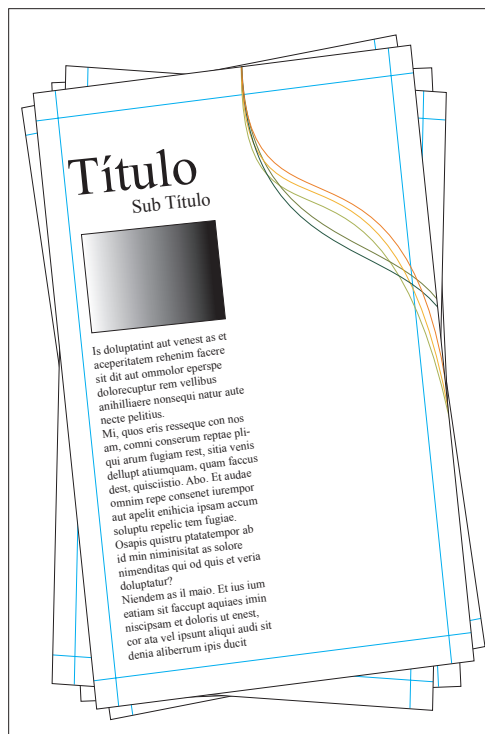 Título
Sub Título
Is doluptatint aut venest as et
aceperitatem rehenim facere
sit dit aut ommolor eperspe
dolorecuptur rem vellibus
anihilliaere nonsequi natur aute
necte pelitius.
Mi, quos eris resseque con nos
am, comni conserum reptae pli-
qui arum fugiam rest, sitia venis
dellupt atiumquam, quam faccus
dest, quisciistio. Abo. Et audae
omnim repe consenet iurempor
aut apelit enihicia ipsam accum
soluptu repelic tem fugiae.
Osapis quistru ptatatempor ab
id min niminisitat as solore
nimenditas qui od quis et veria
doluptatur?
Niendem as il maio. Et ius ium
eatiam sit faccupt aquiaes imin
niscipsam et doloris ut enest,
cor ata vel ipsunt aliqui audi sit
denia aliberrum ipis ducit